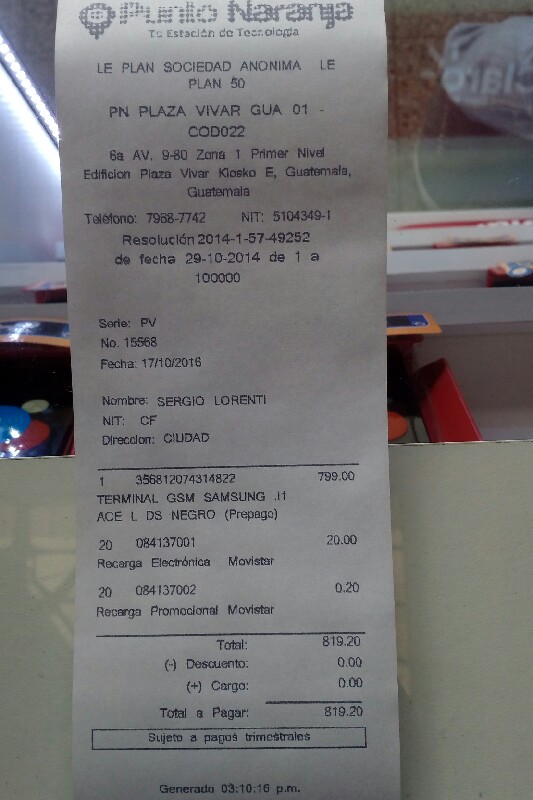 Punto Naranja
Tu Estación de Tecnología
LE PLAN SOCIEDAD ANONIMA LE
PLAN 50
PN PLAZA VIVAR GUA 01 -
COD022
6a AV. 9-80 Zona 1 Primer Nivel
Edificion Plaza Vivar Kiosko E, Guatemala,
Guatemala
Teléfono: 7968-7742 NIT: 5104349-1
Resolución 2014-1-57-49252
de fecha 29-10-2014 de 1 a
100000
Serie: PV
No. 15568
Fecha: 17/10/2016
Nombre: SERGIO LORENTI
NIT: CF
Direccion: CIUDAD
1 356812074314822 799.00
TERMINAL GSM SAMSUNG J1
ACE L DS NEGRO (Prepago)
20 084137001 20.00
Recarga Electrónica Movistar
20 084137002 0.20
Recarga Promocional Movistar
Total: 819.20
(-) Descuento: 0.00
(+) Cargo: 0.00
Total a Pagar: 819.20
Sujeto a pagos trimestrales
Generado 03:10:16 p.m.
Claro